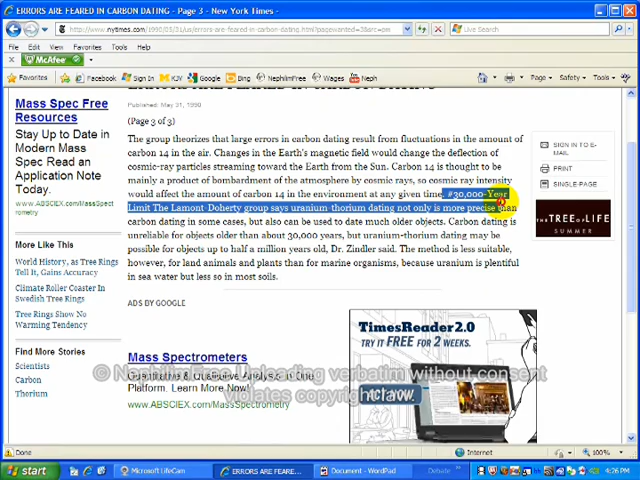 ERRORS ARE FEARED IN CARBON DATING - Page 3 - New York Times -
www.nytimes.com/1990/05/31/us/errors-are-feared-in-carbon-dating.html?pagewanted=3
Live Search
File Edit View Favorites Tools Help
McAfee
Favorites Facebook Sign In KJV Google Bing NephilimFree Wages Neph
Page Safety Tools
ERRORS ARE FEARED IN CARBON DATING
Published: May 31, 1990
(Page 3 of 3)
The group theorizes that large errors in carbon dating result from fluctuations in the amount of
carbon 14 in the air. Changes in the Earth's magnetic field would change the deflection of
cosmic-ray particles streaming toward the Earth from the Sun. Carbon 14 is thought to be
mainly a product of bombardment of the atmosphere by cosmic rays, so cosmic ray intensity
would affect the amount of carbon 14 in the environment at any given time. #30,000-Year
Limit The Lamont-Doherty group says uranium-thorium dating not only is more precise than
carbon dating in some cases, but also can be used to date much older objects. Carbon dating is
unreliable for objects older than about 30,000 years, but uranium-thorium dating may be
possible for objects up to half a million years old, Dr. Zindler said. The method is less suitable,
however, for land animals and plants than for marine organisms, because uranium is plentiful
in sea water but less so in most soils.
Mass Spec Free
Resources
Stay Up to Date in
Modern Mass
Spec Read an
Application Note
Today.
www.absciex.com/massspect
rometry
More Like This
World History, as Tree Rings
Tell It, Gains Accuracy
Climate Roller Coaster In
Swedish Tree Rings
Tree Rings Show No
Warming Tendency
Find More Stories
Scientists
Carbon
Thorium
SIGN IN TO E-
MAIL
PRINT
SINGLE-PAGE
THE TREE OF LIFE
SUMMER
ADS BY GOOGLE
Mass Spectrometers
Quantitative & Qualitative Analysis in One
Platform. Learn More Now!
www.ABSCIEX.com/MassSpectrometry
TimesReader 2.0
TRY IT FREE FOR 2 WEEKS.
ACT NOW.
© NephilimFree. Uploading verbatim without consent
violates copyright law.
Done
Internet
100%
start
Microsoft LifeCam
ERRORS ARE FEARE...
Document - WordPad
Debate
4:26 PM